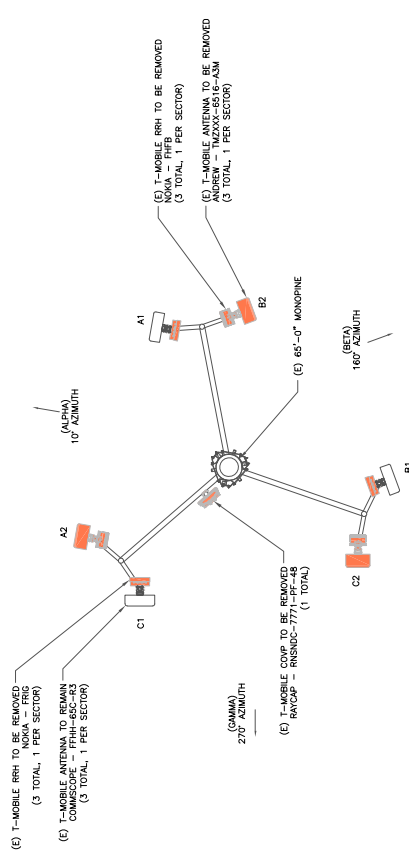 (E) T-MOBILE RRH TO BE REMOVED
NOKIA - FRIG
(3 TOTAL, 1 PER SECTOR)
(E) T-MOBILE ANTENNA TO REMAIN
COMMSCOPE - FFHH-65C-R3
(3 TOTAL, 1 PER SECTOR)
C1
A2
(ALPHA)
10° AZIMUTH
A1
(E) T-MOBILE RRH TO BE REMOVED
NOKIA - FHFB
(3 TOTAL, 1 PER SECTOR)
(E) T-MOBILE ANTENNA TO BE REMOVED
ANDREW - TMZXXX-6516-A3M
(3 TOTAL, 1 PER SECTOR)
B2
(E) 65'-0" MONOPINE
(BETA)
160° AZIMUTH
(GAMMA)
270° AZIMUTH
(E) T-MOBILE COVP TO BE REMOVED
RAYCAP - RNSNDC-7771-PF-48
(1 TOTAL)
C2
B1